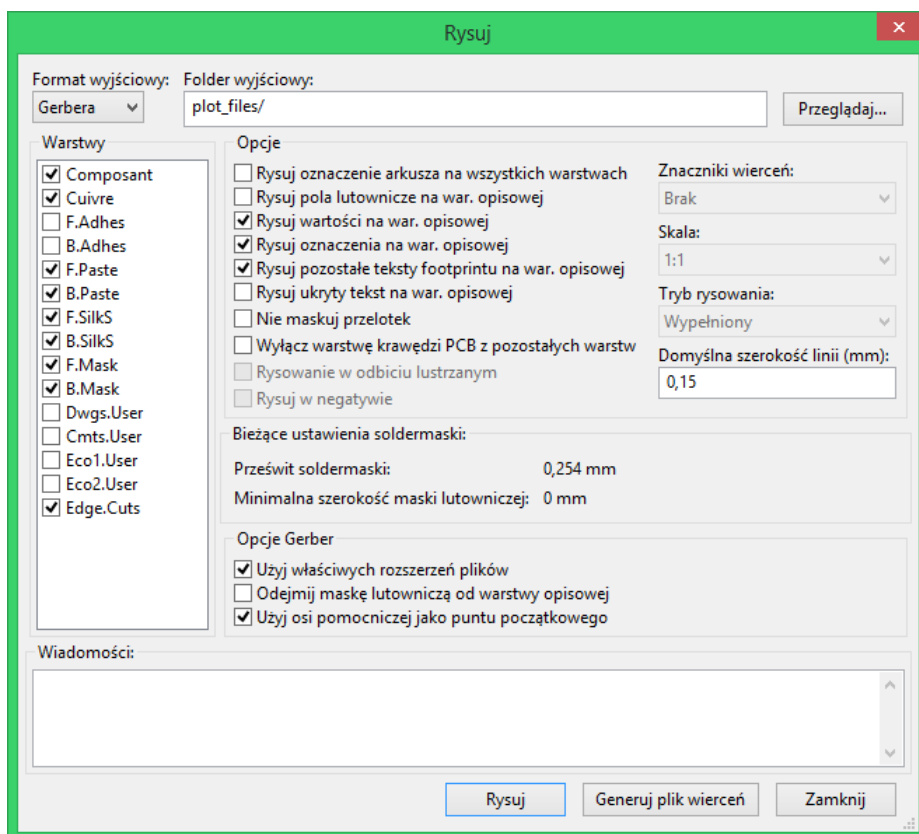 Rysuj
Format wyjściowy:
Folder wyjściowy:
Gerbera
plot_files/
Przeglądaj...
Warstwy
Composant
Cuivre
F.Adhes
B.Adhes
F.Paste
B.Paste
F.SilkS
B.SilkS
F.Mask
B.Mask
Dwgs.User
Cmts.User
Eco1.User
Eco2.User
Edge.Cuts
Opcje
Rysuj oznaczenie arkusza na wszystkich warstwach
Rysuj pola lutownicze na war. opisowej
Rysuj wartości na war. opisowej
Rysuj oznaczenia na war. opisowej
Rysuj pozostałe teksty footprintu na war. opisowej
Rysuj ukryty tekst na war. opisowej
Nie maskuj przelotek
Wyłącz warstwę krawędzi PCB z pozostałych warstw
Rysowanie w odbiciu lustrzanym
Rysuj w negatywie
Znaczniki wierceń:
Brak
Skala:
1:1
Tryb rysowania:
Wypełniony
Domyślna szerokość linii (mm):
0,15
Bieżące ustawienia soldermaski:
Prześwit soldermaski: 0,254 mm
Minimalna szerokość maski lutowniczej: 0 mm
Opcje Gerber
Użyj właściwych rozszerzeń plików
Odejmij maskę lutowniczą od warstwy opisowej
Użyj osi pomocniczej jako puntu początkowego
Wiadomości:
Rysuj
Generuj plik wierceń
Zamknij